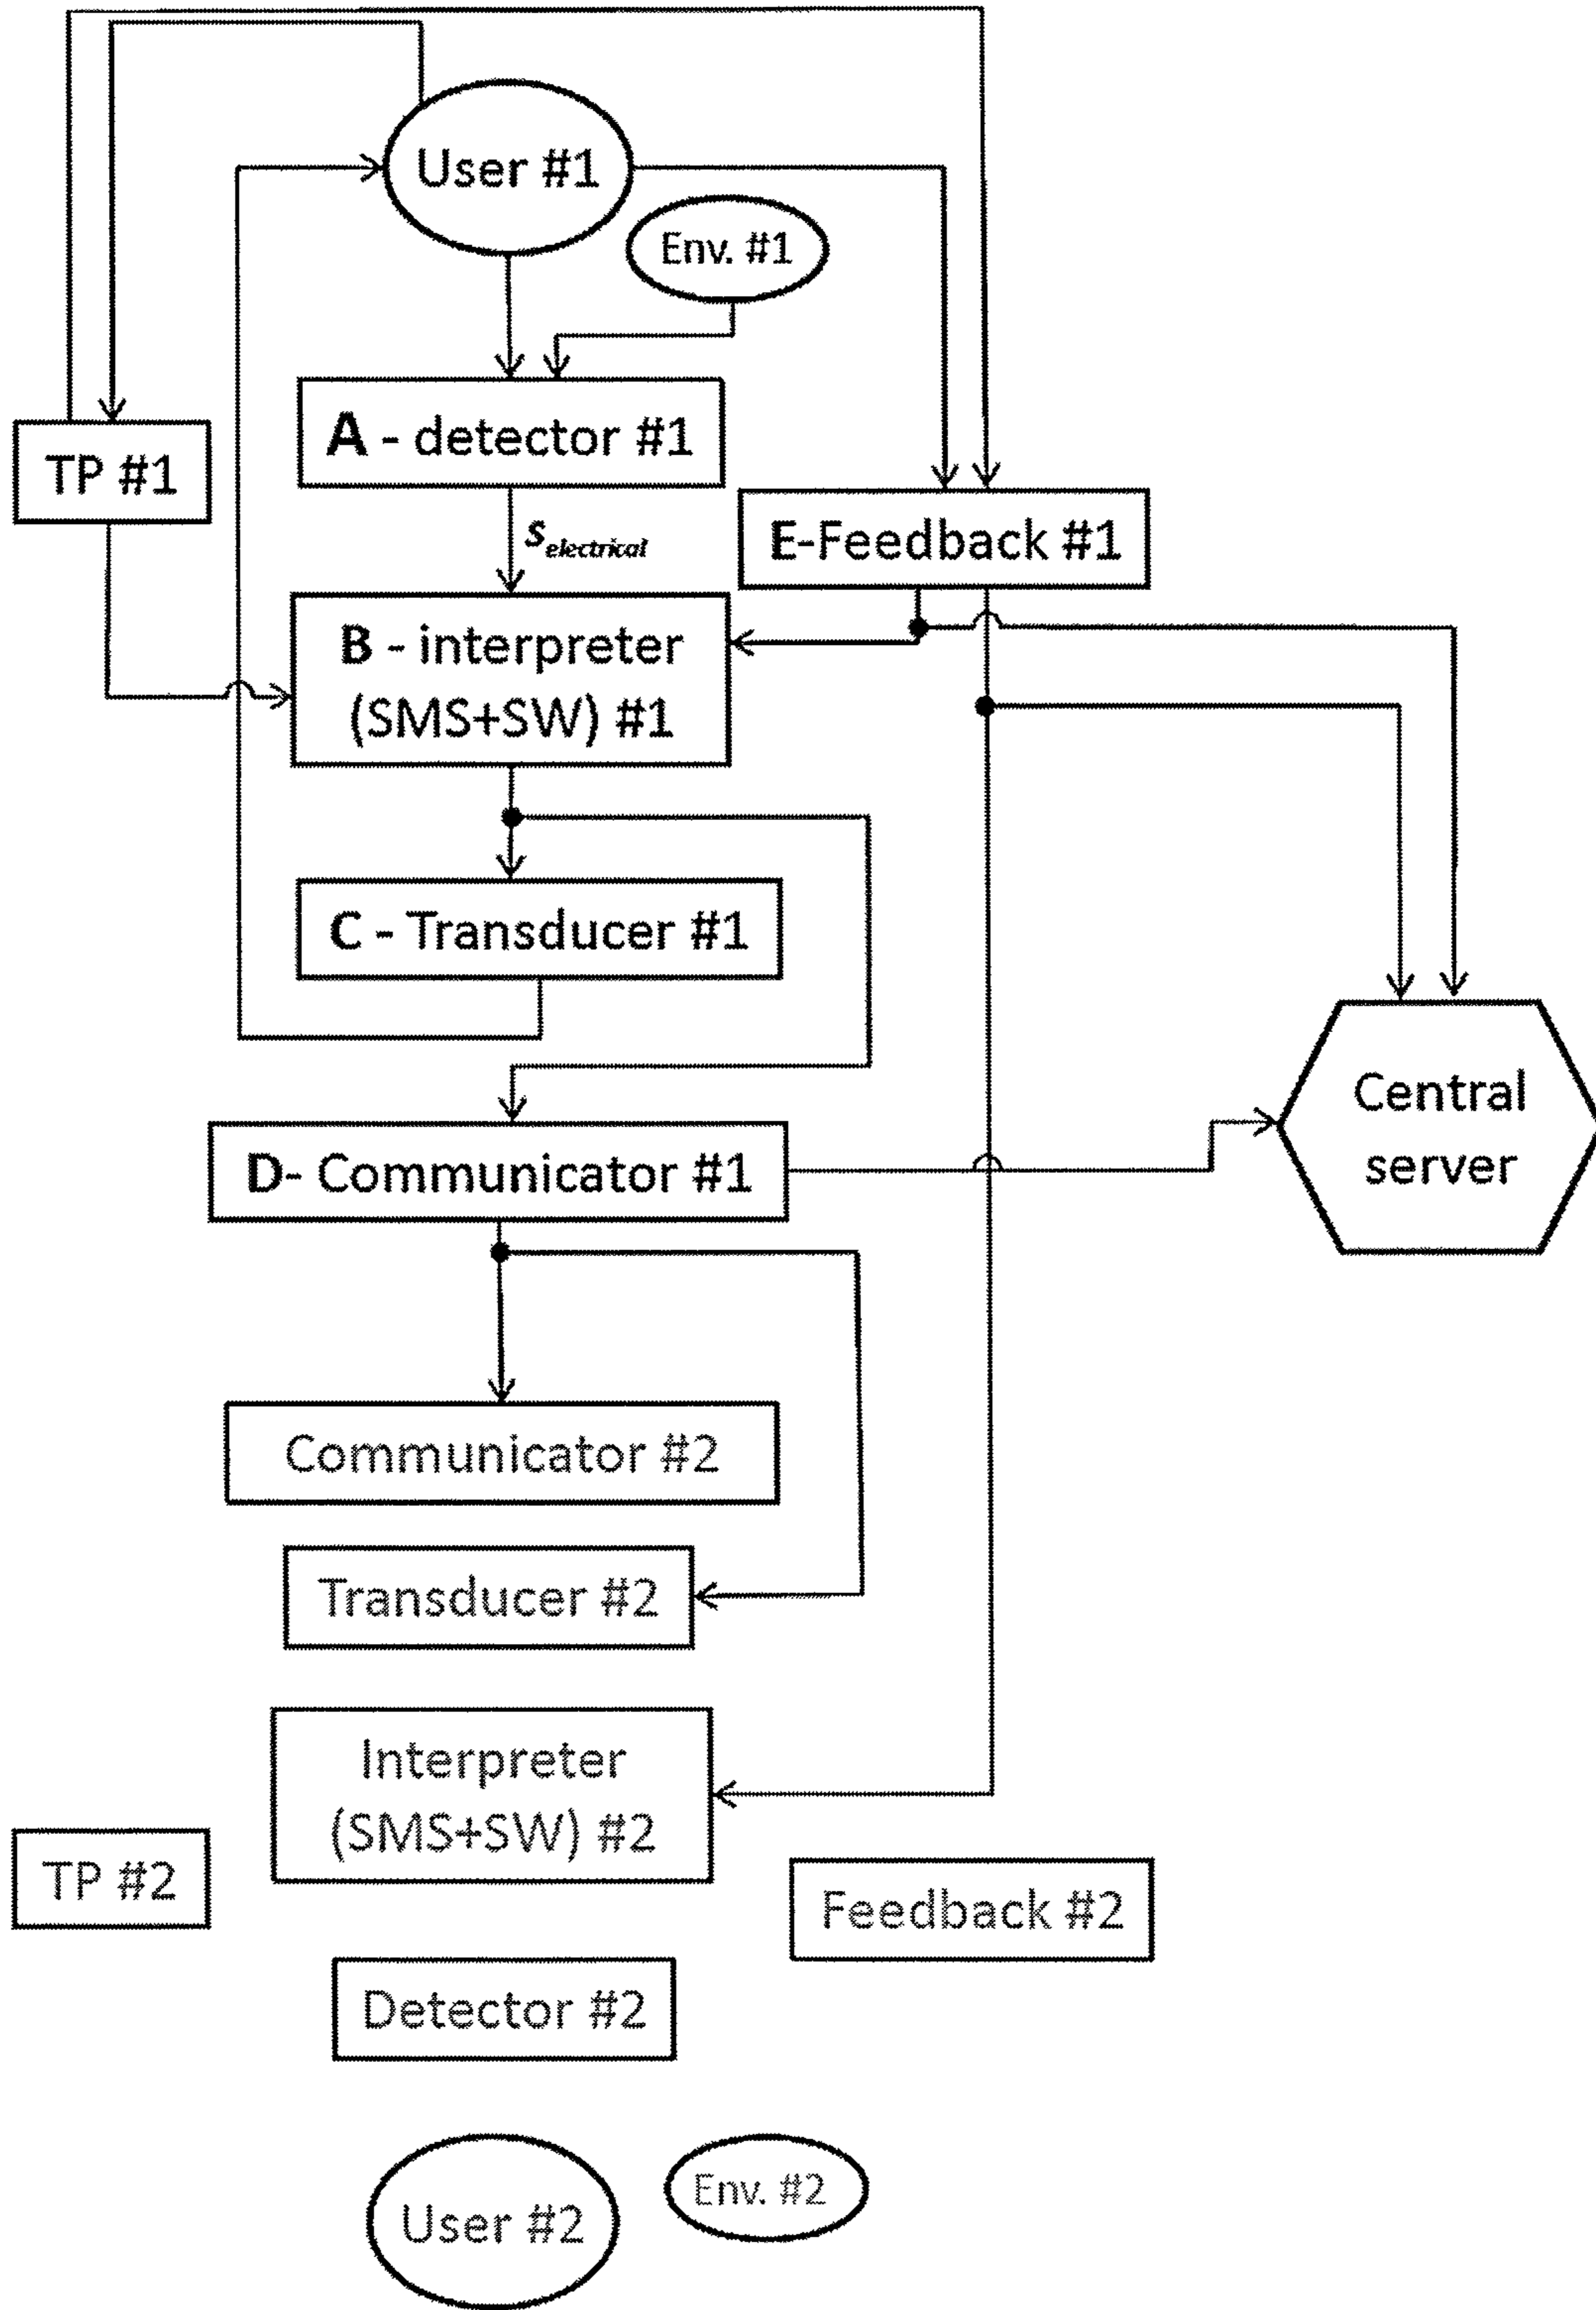 User #1
Env. #1
A - detector #1
TP #1
S electrical
E-Feedback #1
B - interpreter
(SMS+SW) #1
C - Transducer #1
Central
server
D- Communicator #1
Communicator #2
Transducer #2
Interpreter
(SMS+SW) #2
TP #2
Feedback #2
Detector #2
Env. #2
User #2